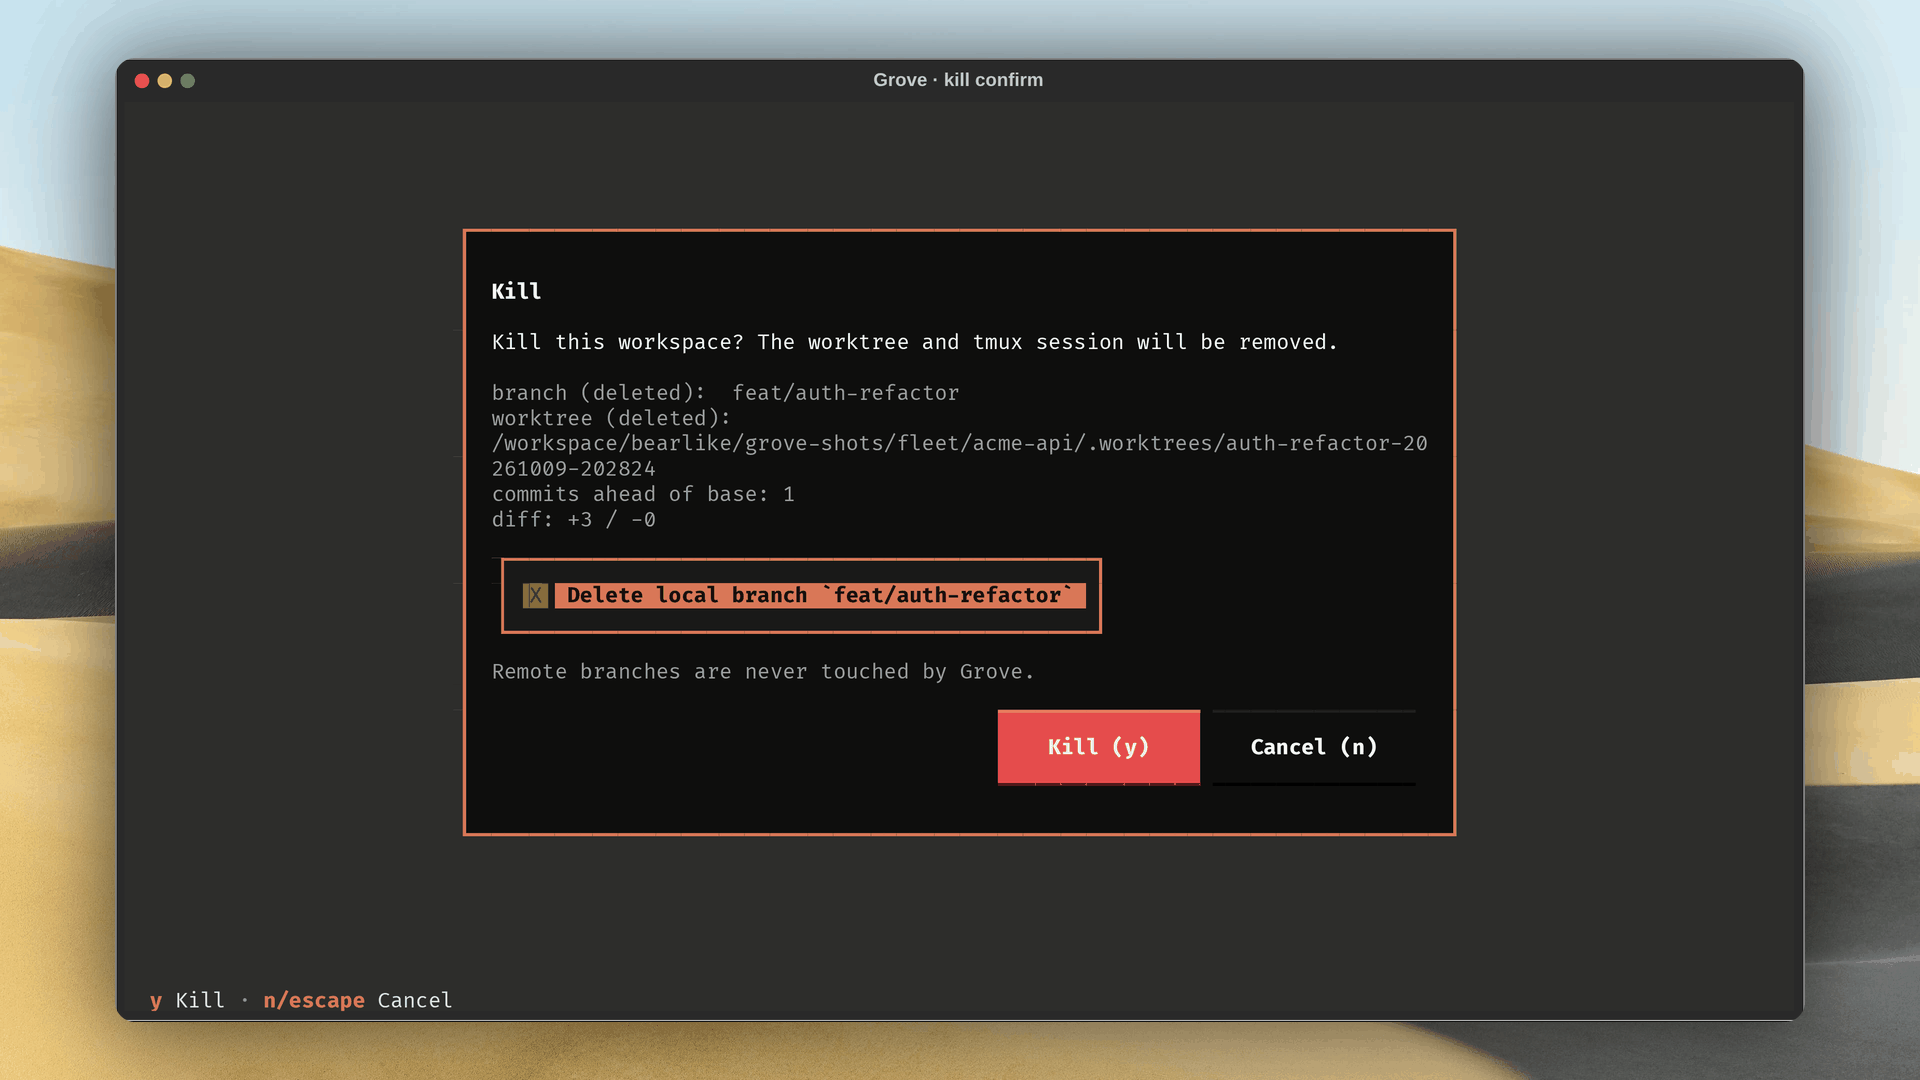 Grove · kill confirm
Kill
Kill this workspace? The worktree and tmux session will be removed.
branch (deleted):  feat/auth-refactor
worktree (deleted):
/workspace/bearlike/grove-shots/fleet/acme-api/.worktrees/auth-refactor-20
261009-202824
commits ahead of base: 1
diff: +3 / -0
X Delete local branch `feat/auth-refactor`
Remote branches are never touched by Grove.
Kill (y)
Cancel (n)
y Kill · n/escape Cancel